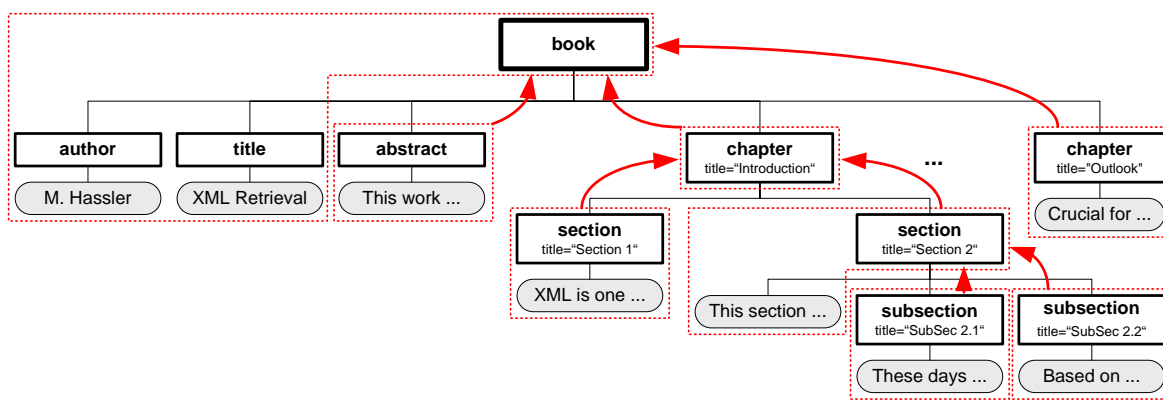 book
author
title
abstract
chapter
title=“Introduction“
...
chapter
title="Outlook"
M. Hassler
XML Retrieval
This work ...
Crucial for ...
section
title=“Section 1“
section
title=“Section 2“
XML is one ...
This section ...
subsection
title=“SubSec 2.1“
subsection
title=“SubSec 2.2“
These days ...
Based on ...